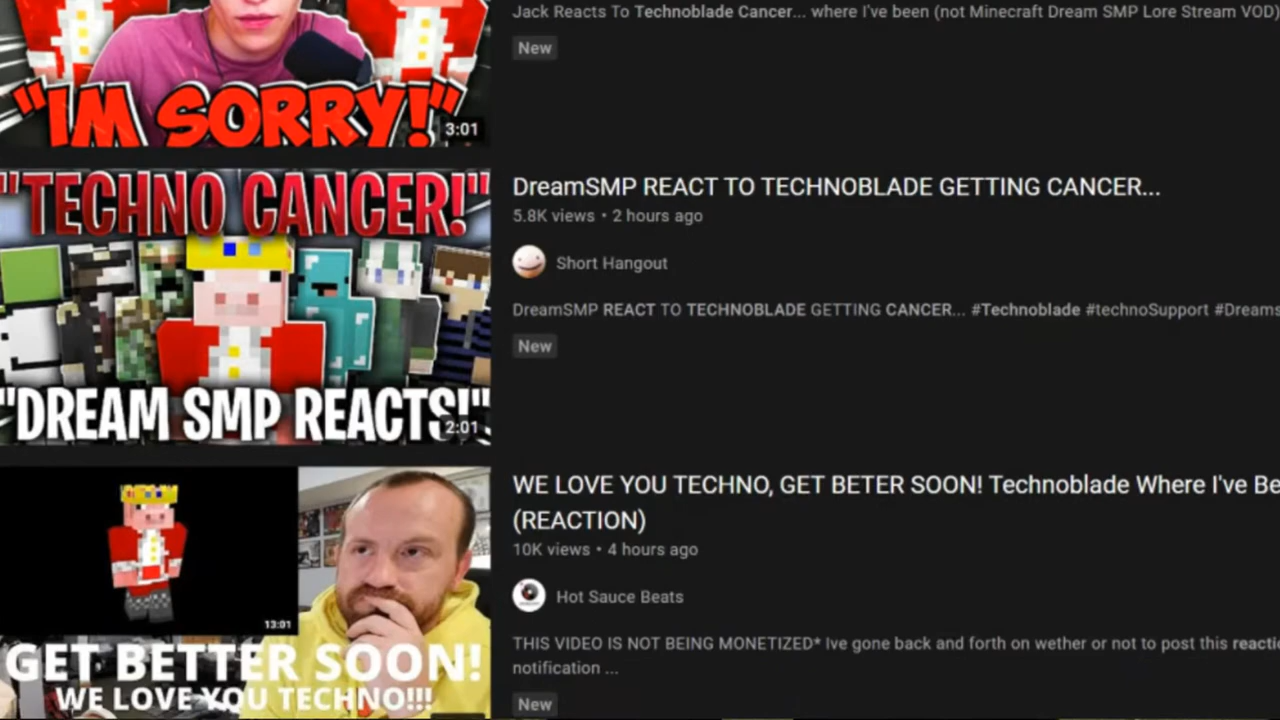 Jack Reacts To Technoblade Cancer... where I've been (not Minecraft Dream SMP Lore Stream VOD)
New
"IM SORRY!"
3:01
"TECHNO CANCER!"
"DREAM SMP REACTS!"
2:01
DreamSMP REACT TO TECHNOBLADE GETTING CANCER...
5.8K views • 2 hours ago
Short Hangout
DreamSMP REACT TO TECHNOBLADE GETTING CANCER... #Technoblade #technoSupport #Dreams
New
13:01
GET BETTER SOON!
WE LOVE YOU TECHNO!!!
WE LOVE YOU TECHNO, GET BETER SOON! Technoblade Where I've Be
(REACTION)
10K views • 4 hours ago
Hot Sauce Beats
THIS VIDEO IS NOT BEING MONETIZED* Ive gone back and forth on wether or not to post this reactio
notification ...
New